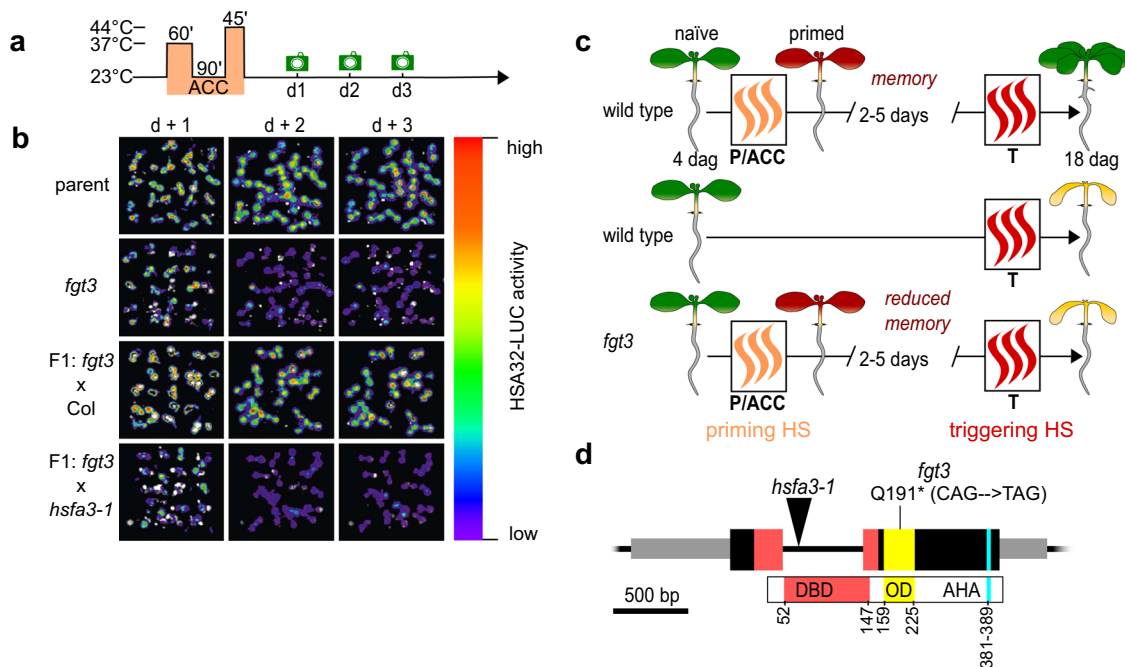 a
44°C
37°C
23°C
60'
90'
45'
ACC
d1
d2
d3
b
d + 1
d + 2
d + 3
parent
fgt3
F1: fgt3
x
Col
F1: fgt3
x
hsfa3-1
high
HSA32-LUC activity
low
c
naïve
primed
memory
wild type
2-5 days
P/ACC
T
4 dag
18 dag
wild type
T
reduced
memory
fgt3
2-5 days
P/ACC
T
priming HS
triggering HS
d
fgt3
hsfa3-1
Q191* (CAG-->TAG)
DBD
OD
AHA
500 bp
52
147
159
225
381-389